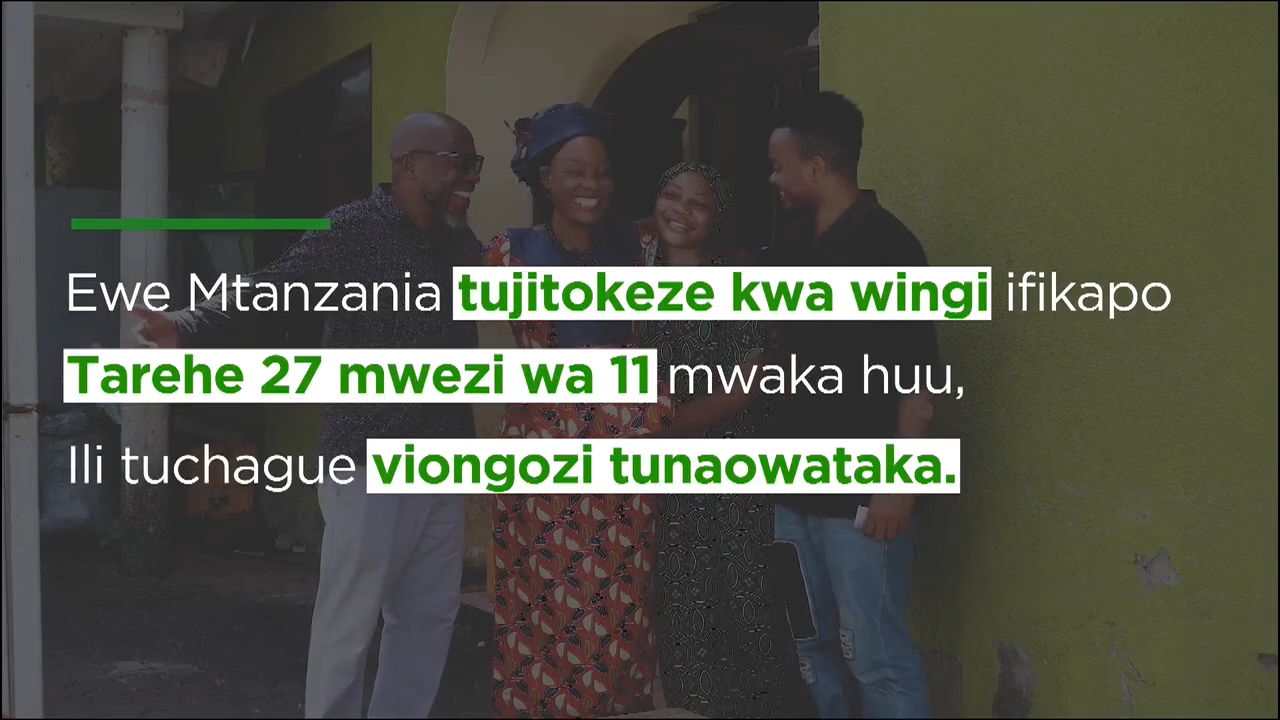 Ewe Mtanzania tujitokeze kwa wingi ifikapo
Tarehe 27 mwezi wa 11 mwaka huu,
Ili tuchague viongozi tunaowataka.